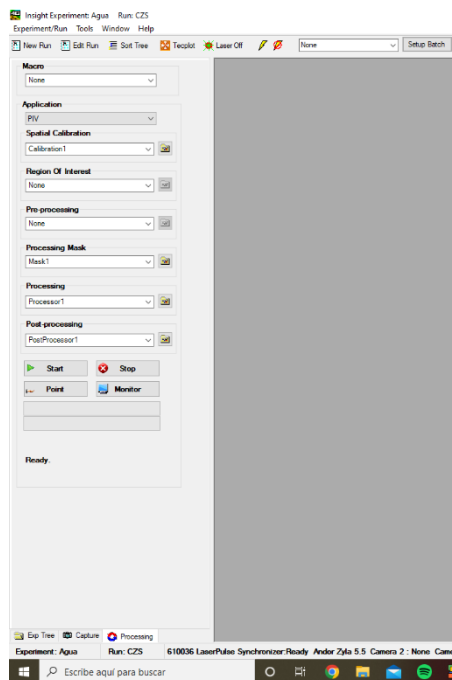 Insight Experiment: Agua Run: CZS
Experiment/Run Tools Window Help
New Run Edit Run Sort Tree Tecplot Laser Off None Setup Batch
Macro
None
Application
PIV
Spatial Calibration
Calibration1
Region Of Interest
None
Pre-processing
None
Processing Mask
Mask1
Processing
Processor1
Post-processing
PostProcessor1
Start Stop
Point Monitor
Ready.
Exp Tree Capture Processing
Experiment: Agua Run: CZS 610036 LaserPulse Synchronizer:Ready Andor Zyla 5.5 Camera 2 : None Came
Escribe aquí para buscar